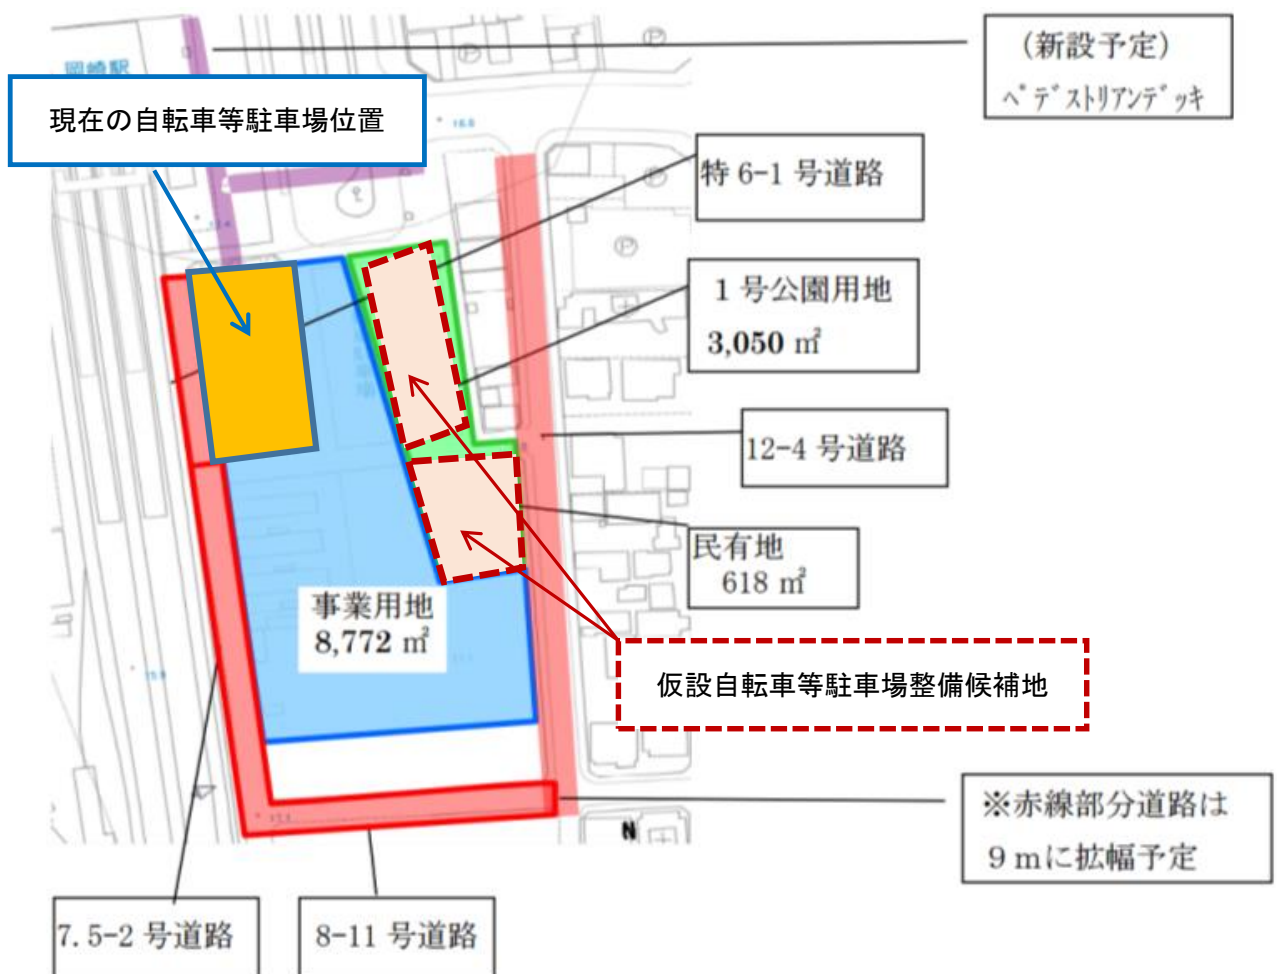 (新設予定)
ﾍﾟﾃﾞｽﾄﾘｱﾝﾃﾞｯｷ
岡崎駅
現在の自転車等駐車場位置
16.6
特 6-1 号道路
1 号公園用地
3,050 ㎡
12-4 号道路
民有地
618 ㎡
事業用地
8,772 ㎡
仮設自転車等駐車場整備候補地
※赤線部分道路は
9ｍに拡幅予定
17.1
N
7.5-2 号道路
8-11 号道路